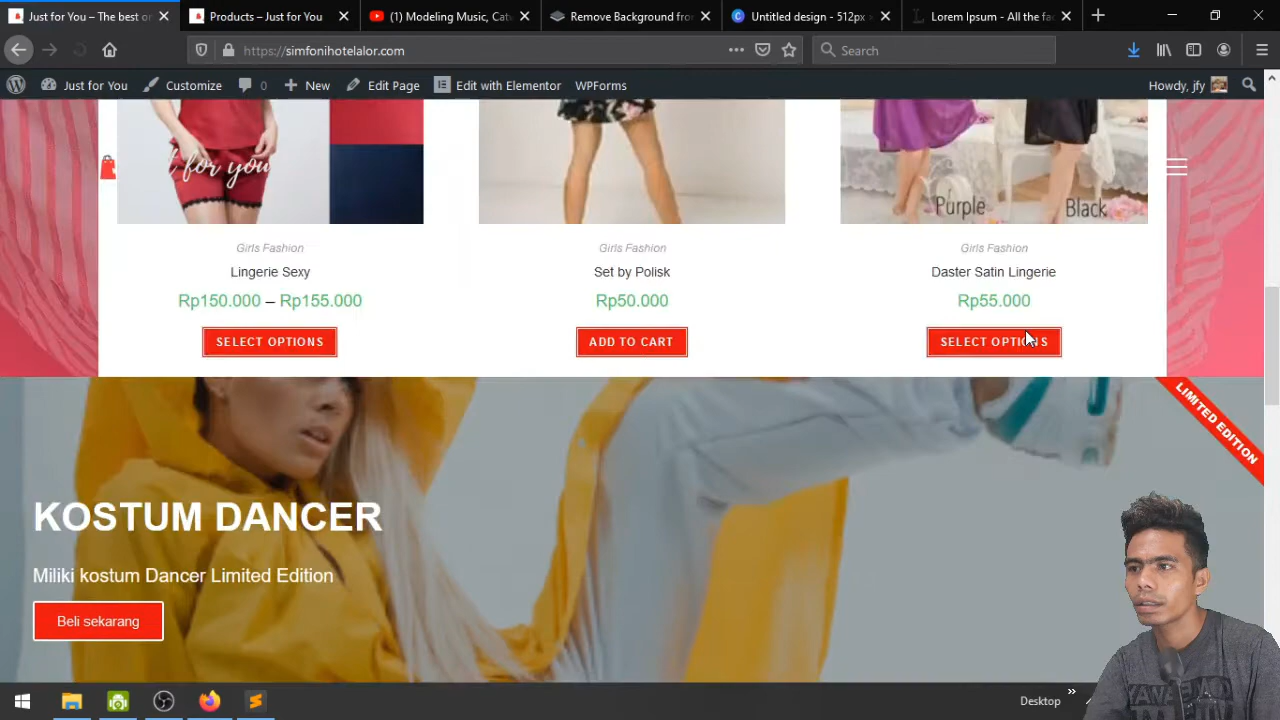 Just for You – The best on
Products – Just for You
(1) Modeling Music, Catw
Remove Background from
Untitled design - 512px
Lorem Ipsum - All the fa
https://simfonihotelalor.com
Search
Just for You
Customize
0
New
Edit Page
Edit with Elementor
WPForms
Howdy, jfy
t for you
Purple
Black
Girls Fashion
Girls Fashion
Girls Fashion
Lingerie Sexy
Set by Polisk
Daster Satin Lingerie
Rp150.000 – Rp155.000
Rp50.000
Rp55.000
SELECT OPTIONS
ADD TO CART
SELECT OPTIONS
LIMITED EDITION
KOSTUM DANCER
Miliki kostum Dancer Limited Edition
Beli sekarang
Desktop